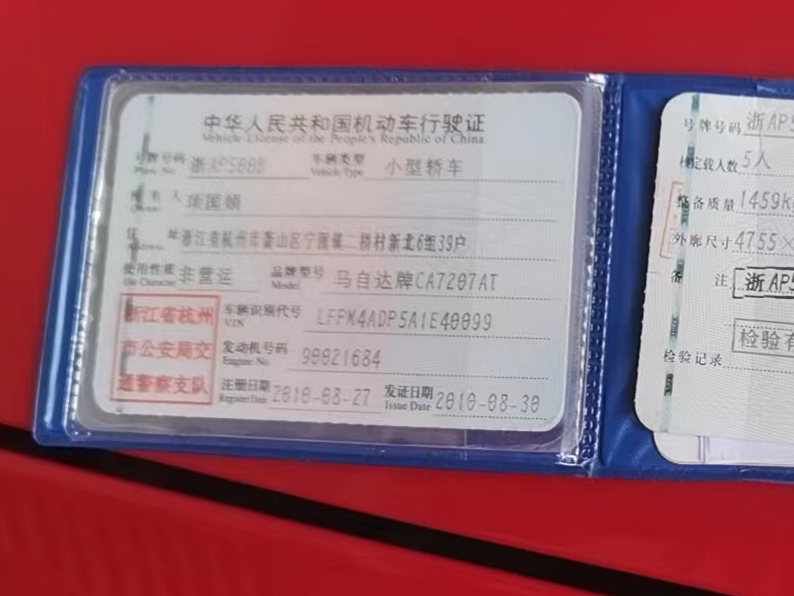 中华人民共和国机动车行驶证
Vehicle License of the People's Republic of China
号牌号码 浙AP5008 车辆类型 小型轿车
Plate No. Vehicle Type
所有人
Owner
住址 浙江省杭州市萧山区宁围镇二桥村新北6组39户
Address
使用性质 非营运 品牌型号 马自达牌CA7207AT
Use Character Model
浙江省杭州市公安局交通警察支队
车辆识别代号 LFPM4ADP5A1E40099
VIN
发动机号码 90021684
Engine No.
注册日期 2010-08-27 发证日期 2010-08-30
Register Date Issue Date
号牌号码 浙AP5
核定载人数 5人
整备质量 1459kg
外廓尺寸 4755×
备注 浙AP5
检验有
检验记录